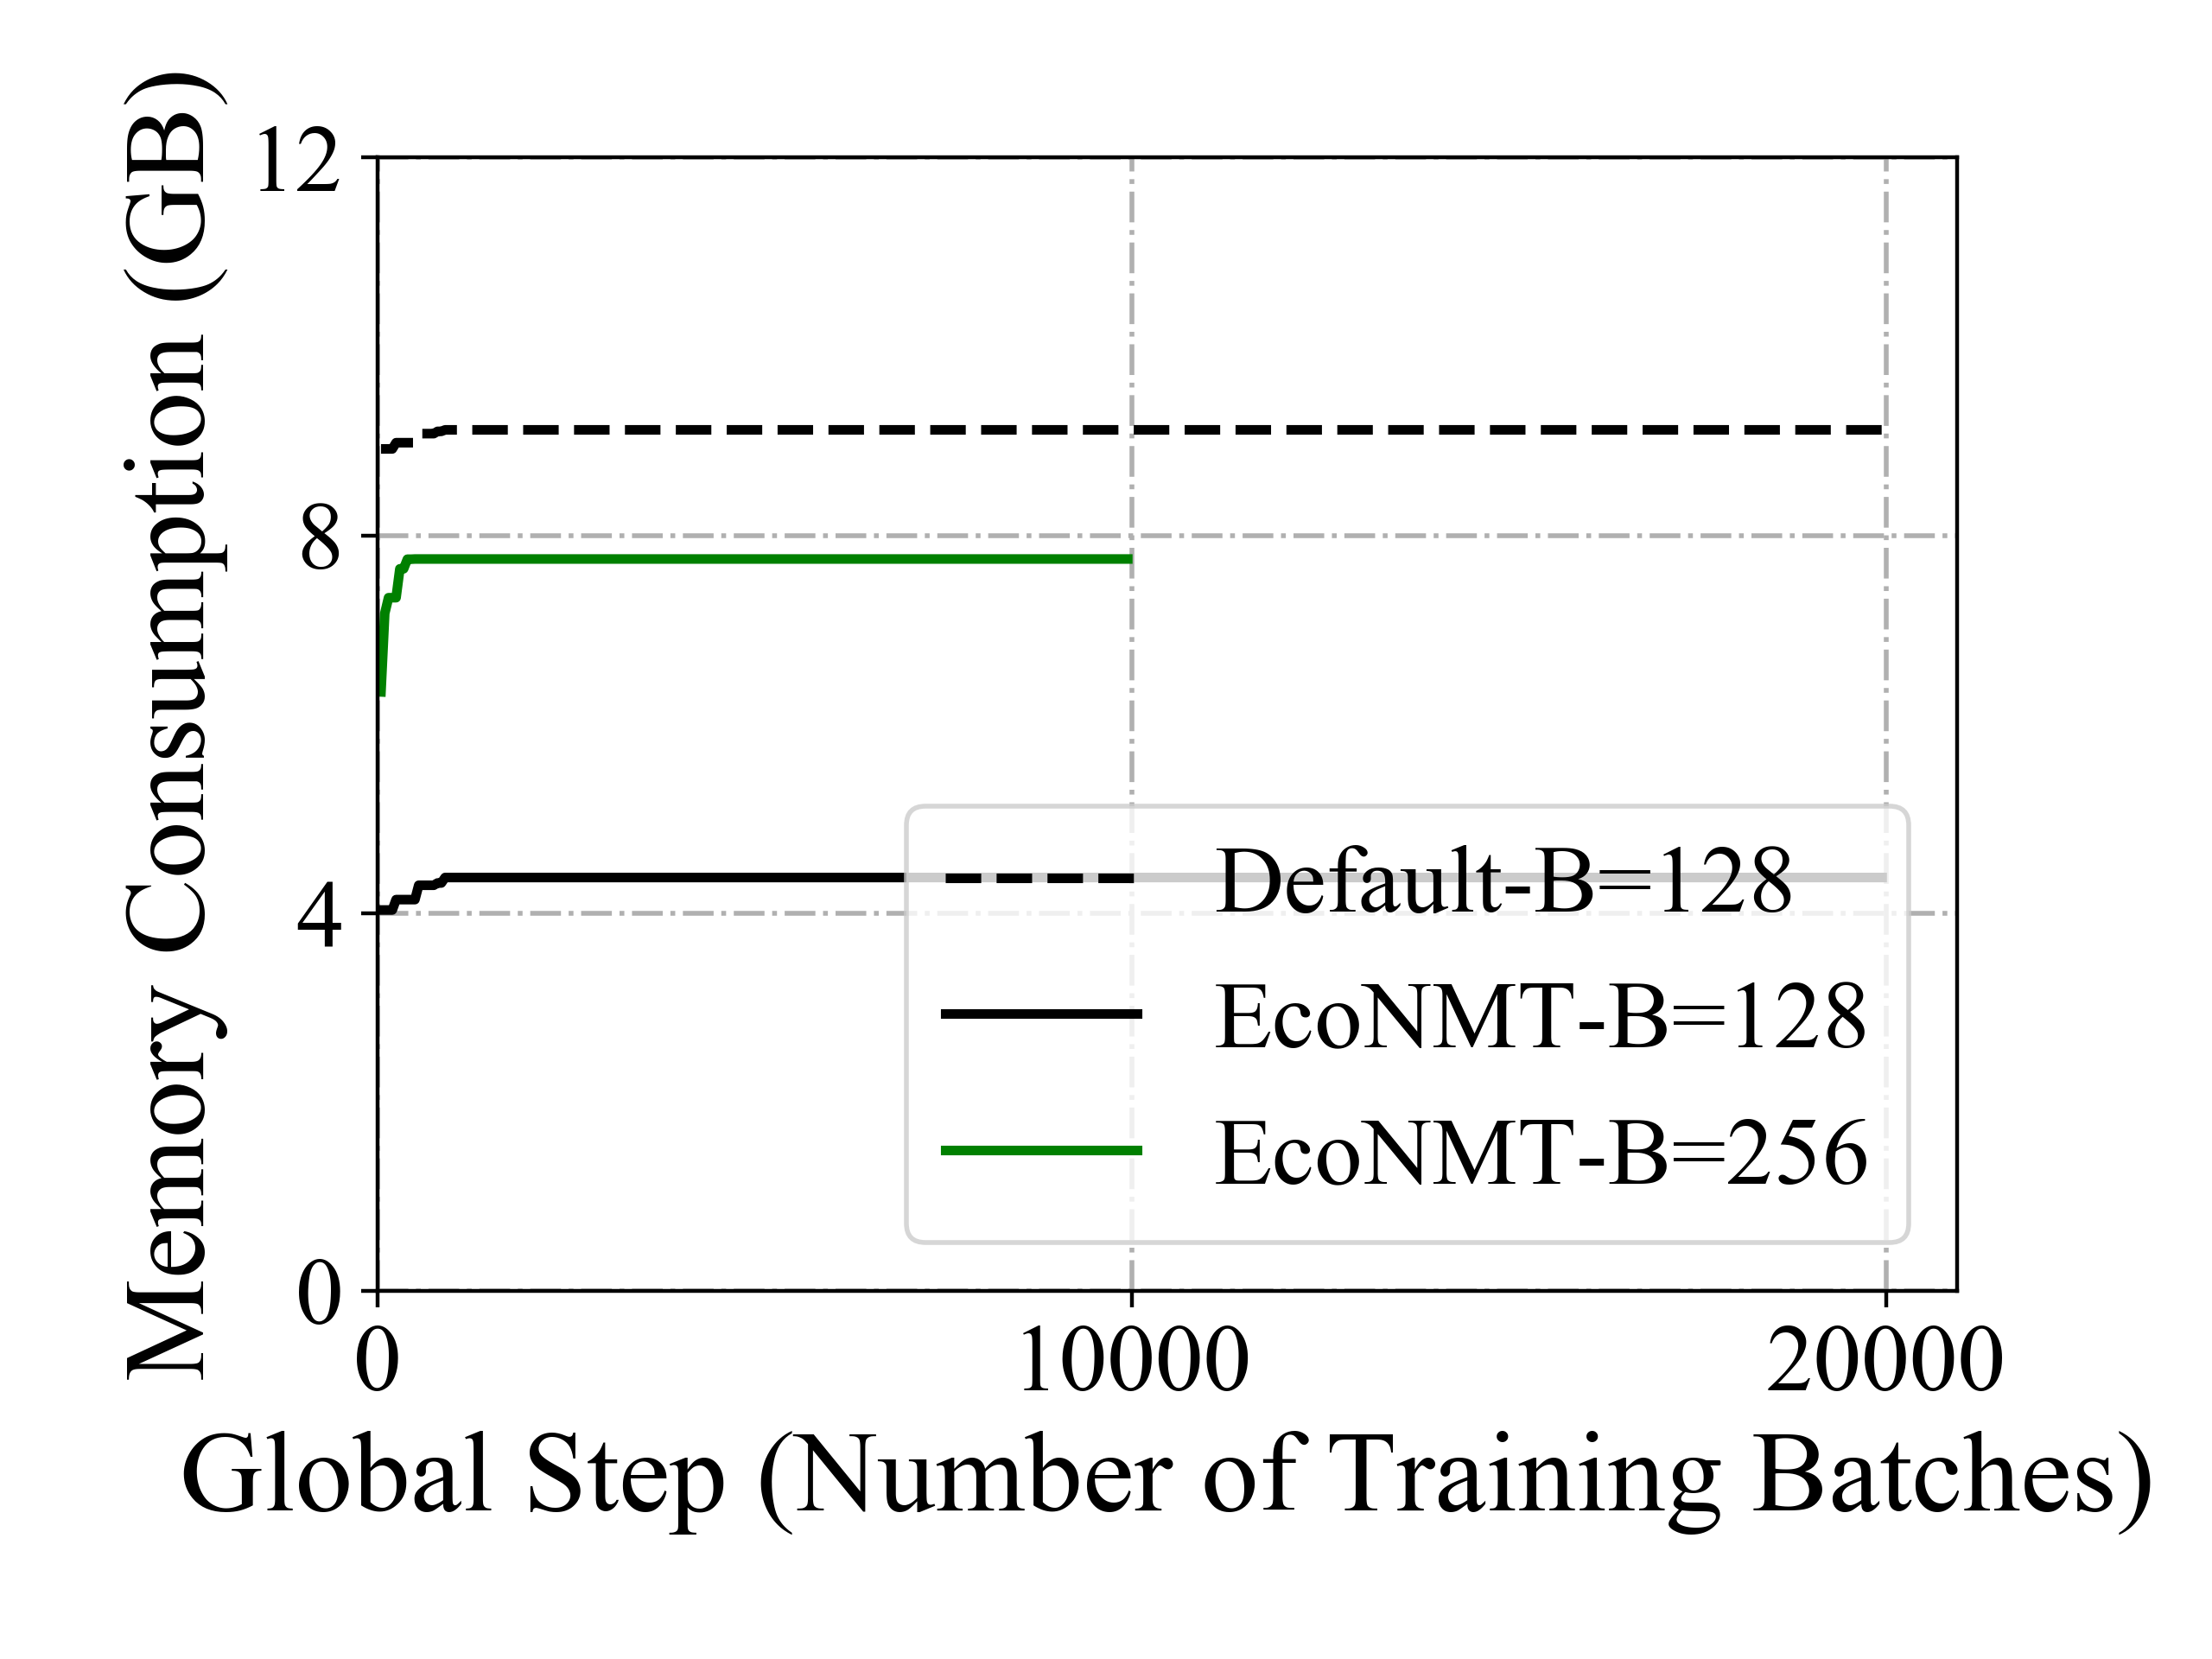 Memory Consumption (GB)
12
8
4
0
Default-B=128
EcoNMT-B=128
EcoNMT-B=256
0 10000 20000
Global Step (Number of Training Batches)